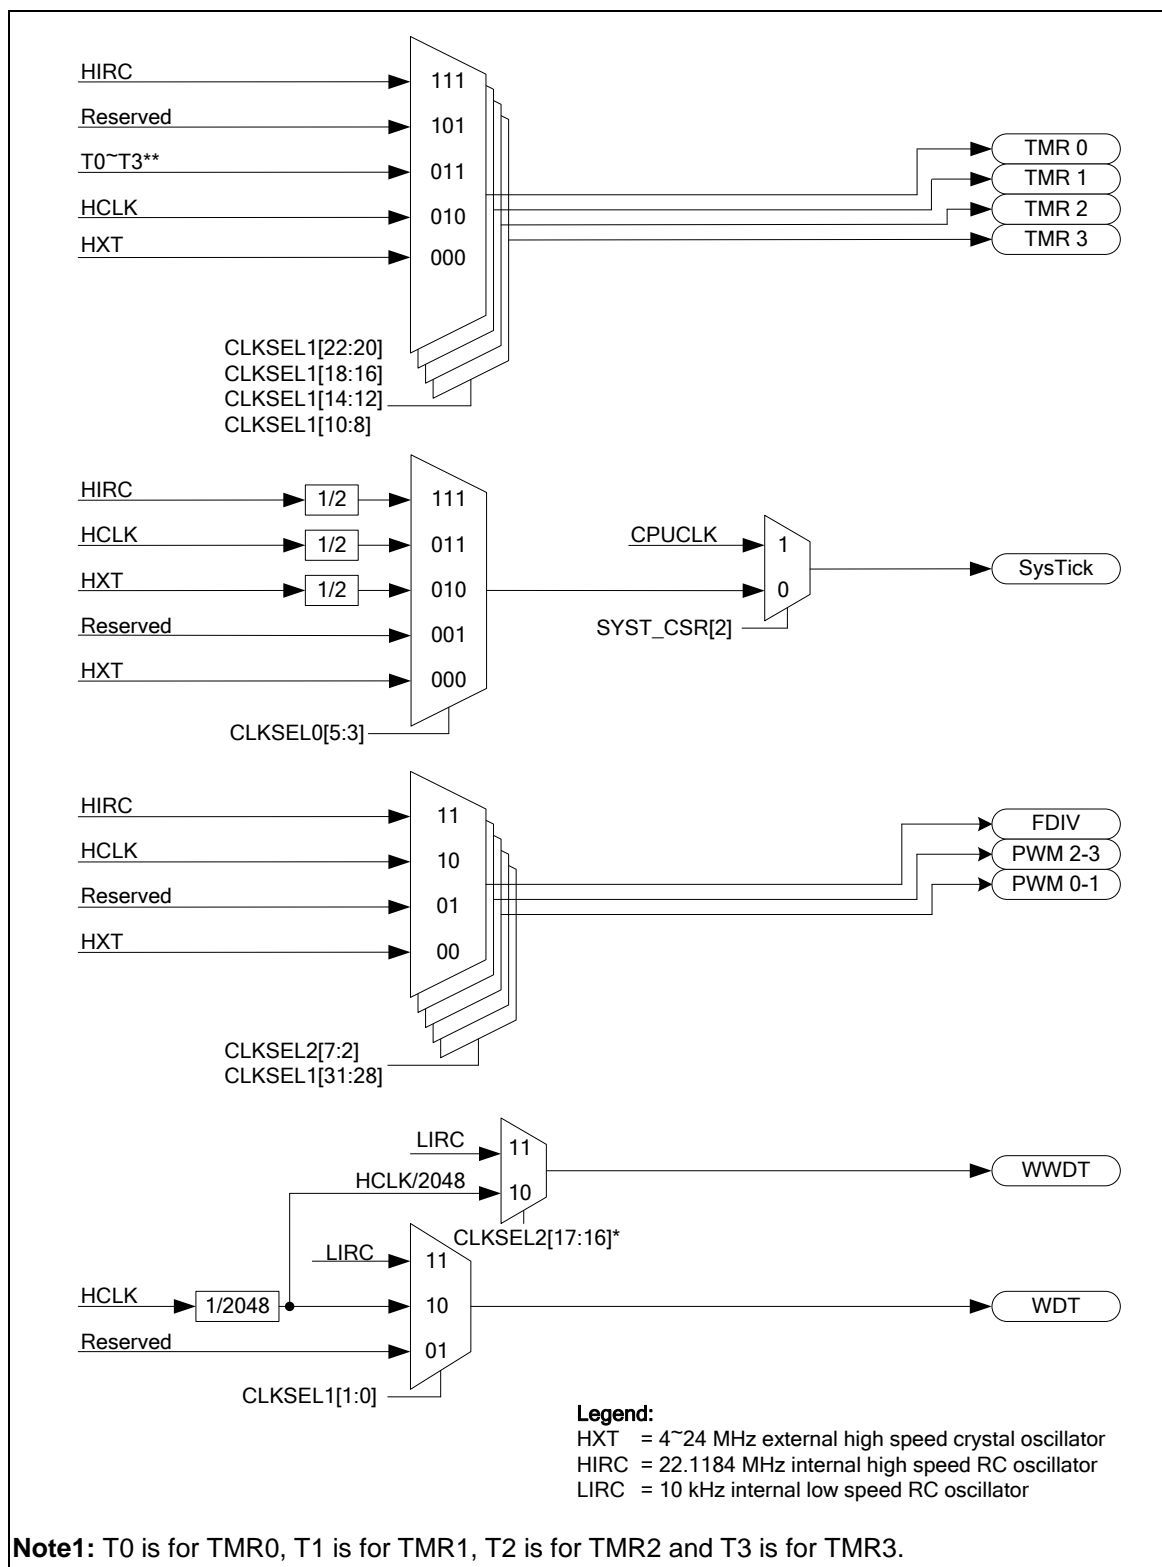 HIRC
111
Reserved
101
T0~T3**
011
HCLK
010
HXT
000
TMR 0
TMR 1
TMR 2
TMR 3
CLKSEL1[22:20]
CLKSEL1[18:16]
CLKSEL1[14:12]
CLKSEL1[10:8]
HIRC
1/2
111
HCLK
1/2
011
HXT
1/2
010
Reserved
001
HXT
000
CLKSEL0[5:3]
CPUCLK
1
0
SYST_CSR[2]
SysTick
HIRC
11
HCLK
10
Reserved
01
HXT
00
FDIV
PWM 2-3
PWM 0-1
CLKSEL2[7:2]
CLKSEL1[31:28]
LIRC
11
HCLK/2048
10
WWDT
CLKSEL2[17:16]*
LIRC
11
HCLK
1/2048
10
WDT
Reserved
01
CLKSEL1[1:0]
Legend:
HXT = 4~24 MHz external high speed crystal oscillator
HIRC = 22.1184 MHz internal high speed RC oscillator
LIRC = 10 kHz internal low speed RC oscillator
Note1: T0 is for TMR0, T1 is for TMR1, T2 is for TMR2 and T3 is for TMR3.